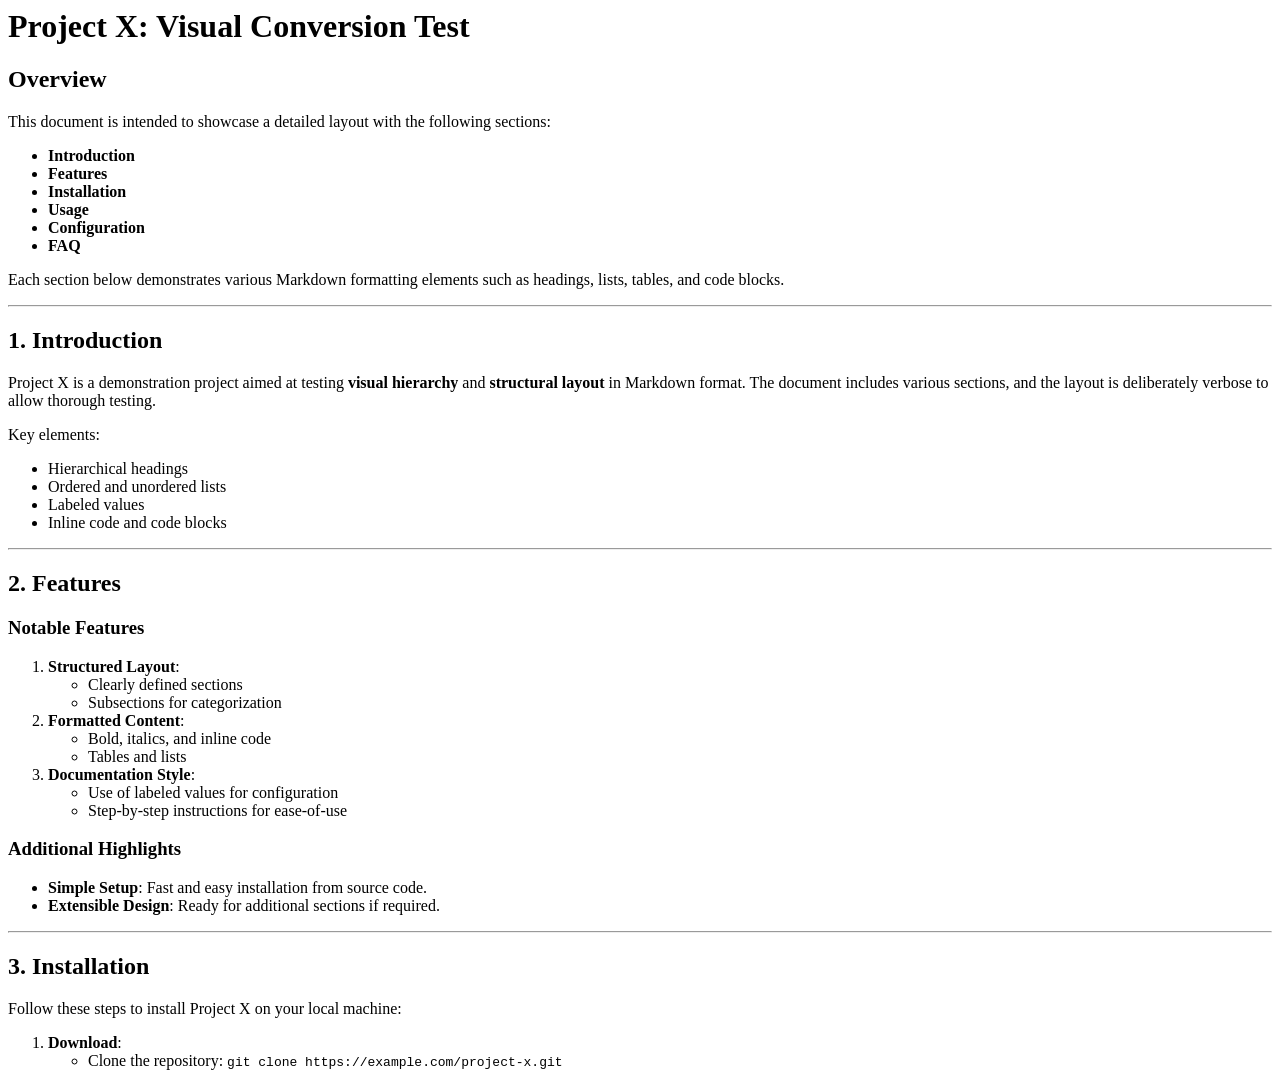 Project X: Visual Conversion Test
Overview
This document is intended to showcase a detailed layout with the following sections:
• Introduction
• Features
• Installation
• Usage
• Configuration
• FAQ
Each section below demonstrates various Markdown formatting elements such as headings, lists, tables, and code blocks.
1. Introduction
Project X is a demonstration project aimed at testing visual hierarchy and structural layout in Markdown format. The document includes various sections, and the layout is deliberately verbose to
allow thorough testing.
Key elements:
• Hierarchical headings
• Ordered and unordered lists
• Labeled values
• Inline code and code blocks
2. Features
Notable Features
1. Structured Layout:
◦ Clearly defined sections
◦ Subsections for categorization
2. Formatted Content:
◦ Bold, italics, and inline code
◦ Tables and lists
3. Documentation Style:
◦ Use of labeled values for configuration
◦ Step-by-step instructions for ease-of-use
Additional Highlights
• Simple Setup: Fast and easy installation from source code.
• Extensible Design: Ready for additional sections if required.
3. Installation
Follow these steps to install Project X on your local machine:
1. Download:
◦ Clone the repository: git clone https://example.com/project-x.git